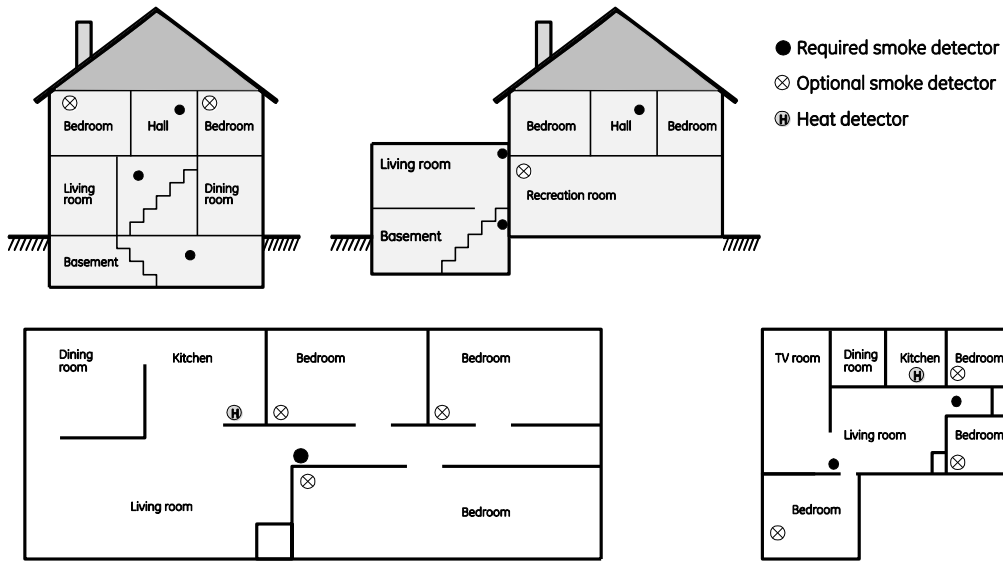 Required smoke detector
Optional smoke detector
H Heat detector
Bedroom
Hall
Bedroom
Living
room
Dining
room
Basement
Bedroom
Hall
Bedroom
Living room
Recreation room
Basement
Dining
room
Kitchen
Bedroom
Bedroom
H
Living room
Bedroom
TV room
Dining
room
Kitchen
H
Bedroom
Living room
Bedroom
Bedroom